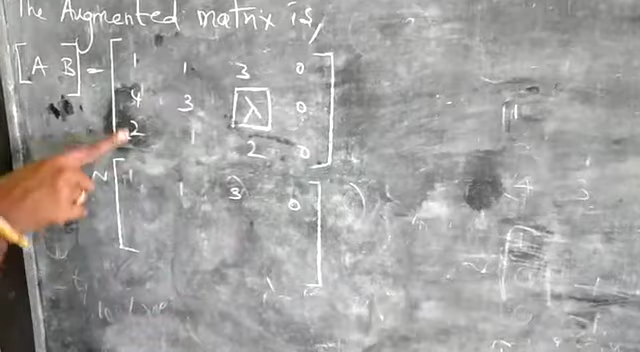 The Augmented matrix is,
[A B] = [1 1 3 0
4 3 λ 0
2 1 2 0]
~ [1 1 3 0
]